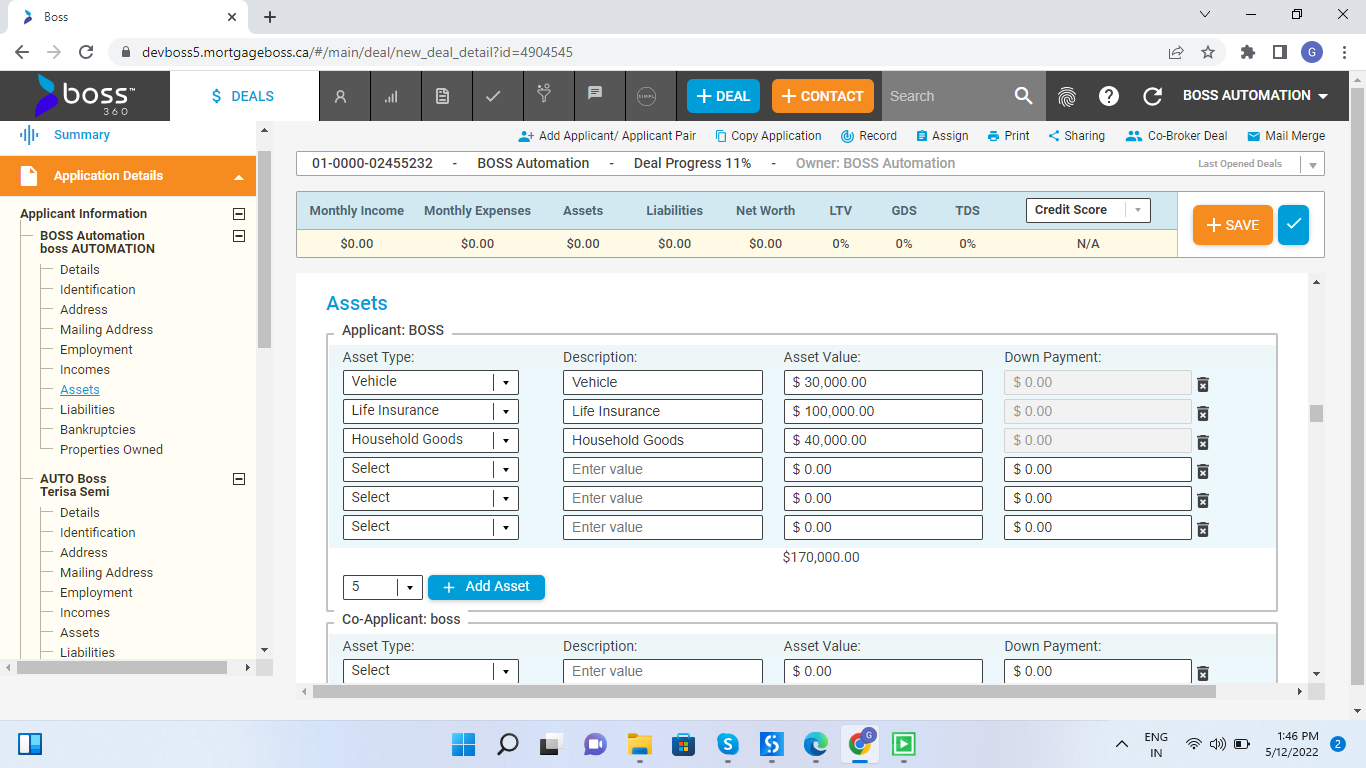 Boss
devboss5.mortgageboss.ca/#/main/deal/new_deal_detail?id=4904545
G
boss™
360
$ DEALS
+ DEAL
+ CONTACT
Search
BOSS AUTOMATION
Summary
Add Applicant/ Applicant Pair
Copy Application
Record
Assign
Print
Sharing
Co-Broker Deal
Mail Merge
Application Details
01-0000-02455232 - BOSS Automation - Deal Progress 11% - Owner: BOSS Automation
Last Opened Deals
Applicant Information
BOSS Automation
boss AUTOMATION
Details
Identification
Address
Mailing Address
Employment
Incomes
Assets
Liabilities
Bankruptcies
Properties Owned
AUTO Boss
Terisa Semi
Details
Identification
Address
Mailing Address
Employment
Incomes
Assets
Liabilities
Monthly Income Monthly Expenses Assets Liabilities Net Worth LTV GDS TDS Credit Score
$0.00 $0.00 $0.00 $0.00 $0.00 0% 0% 0% N/A
+ SAVE
Assets
Applicant: BOSS
Asset Type: Description: Asset Value: Down Payment:
Vehicle Vehicle $ 30,000.00 $ 0.00
Life Insurance Life Insurance $ 100,000.00 $ 0.00
Household Goods Household Goods $ 40,000.00 $ 0.00
Select Enter value $ 0.00 $ 0.00
Select Enter value $ 0.00 $ 0.00
Select Enter value $ 0.00 $ 0.00
$170,000.00
5 + Add Asset
Co-Applicant: boss
Asset Type: Description: Asset Value: Down Payment:
Select Enter value $ 0.00 $ 0.00
G
ENG
IN
1:46 PM
5/12/2022
2